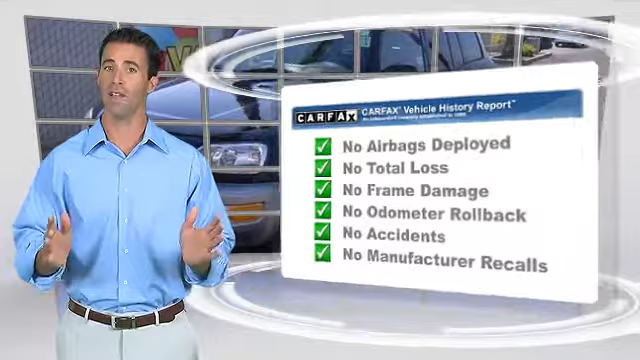 CARFAX CARFAX® Vehicle History Report™
No Airbags Deployed
No Total Loss
No Frame Damage
No Odometer Rollback
No Accidents
No Manufacturer Recalls